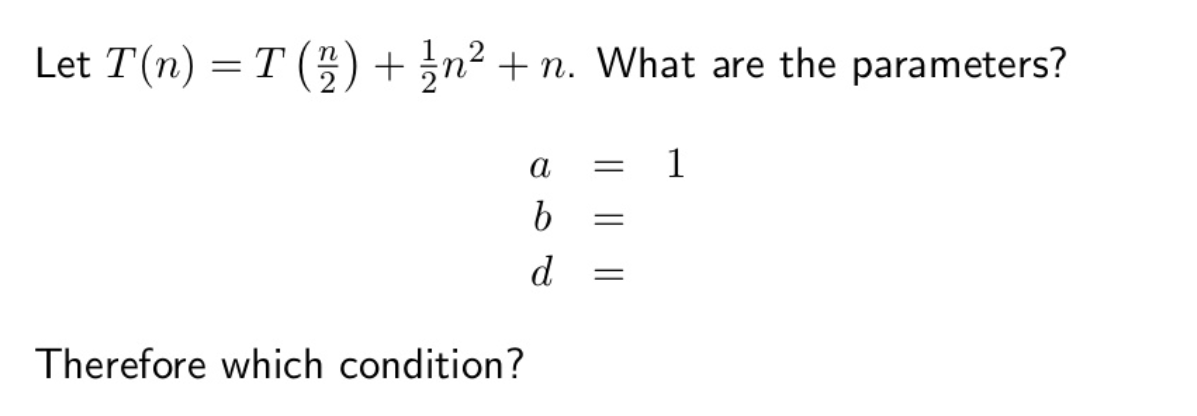 Let T(n) = T(n/2) + 1/2n² + n. What are the parameters?
a = 1
b =
d =
Therefore which condition?